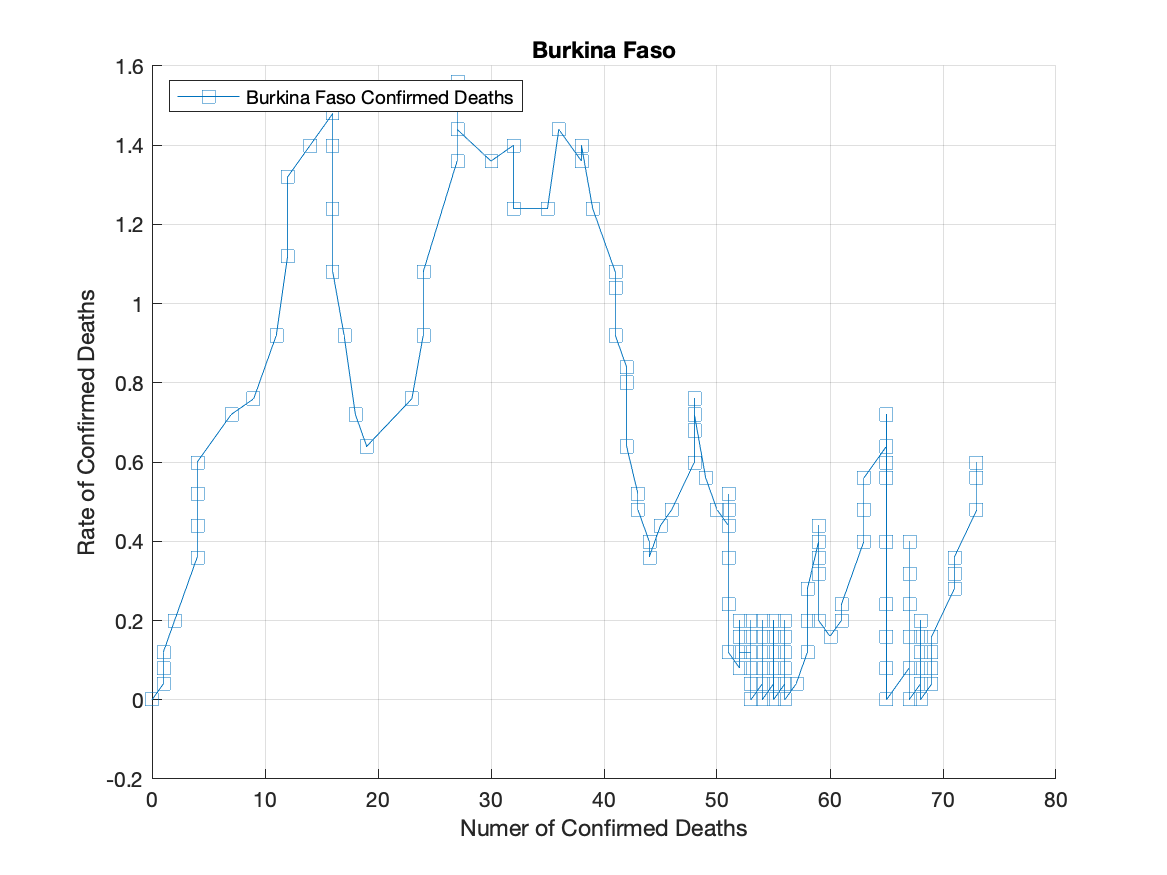 Burkina Faso
Burkina Faso Confirmed Deaths
Rate of Confirmed Deaths
1.6
1.4
1.2
1
0.8
0.6
0.4
0.2
0
-0.2
0 10 20 30 40 50 60 70 80
Numer of Confirmed Deaths